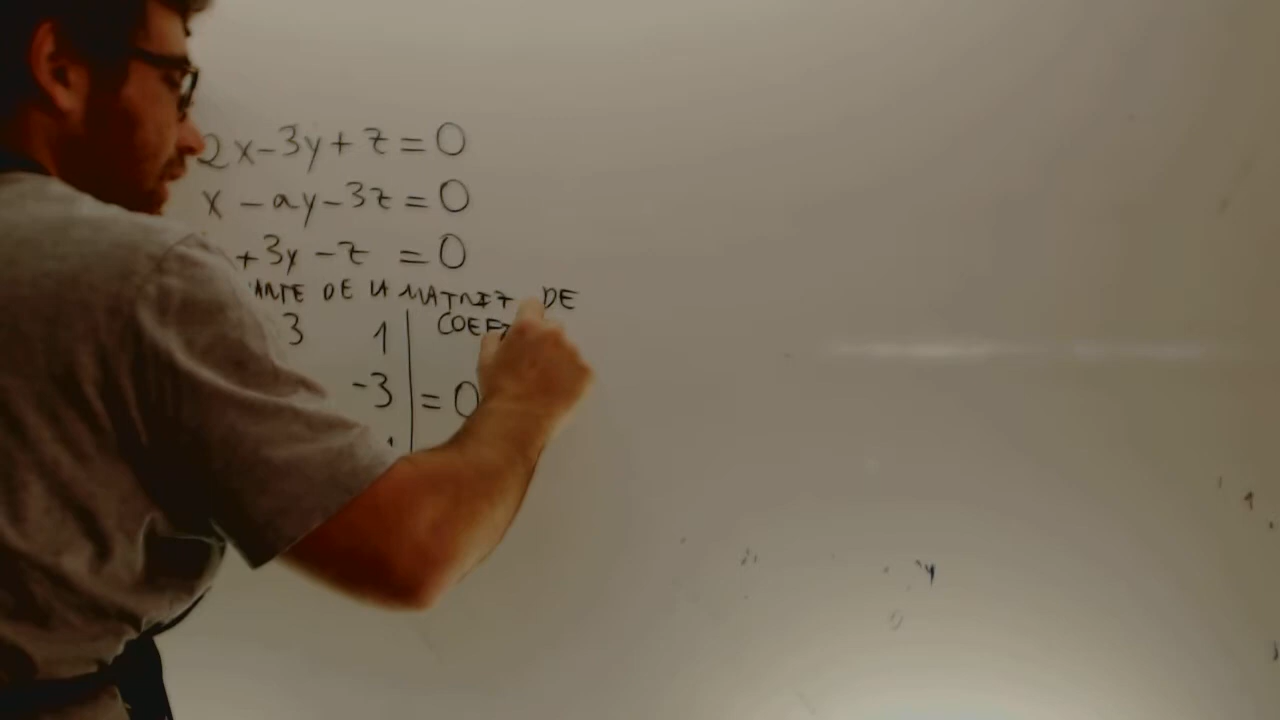 2x-3y+z=0
x-ay-3z=0
+3y-z=0
ANTE DE LA MATRIZ DE
3 1 COEF
-3 =0